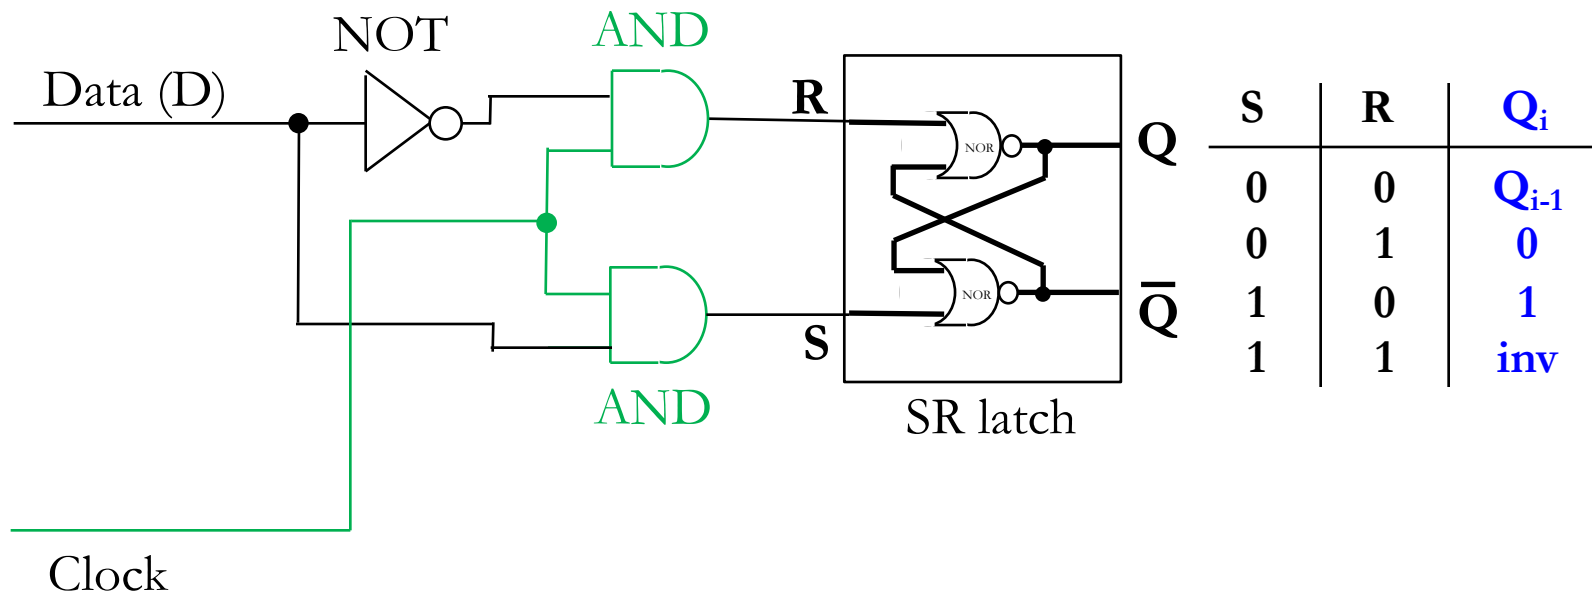 NOT
AND
Data (D)
R
NOR
Q
NOR
Q̅
S
AND
SR latch
Clock
S R Qi
0 0 Qi-1
0 1 0
1 0 1
1 1 inv